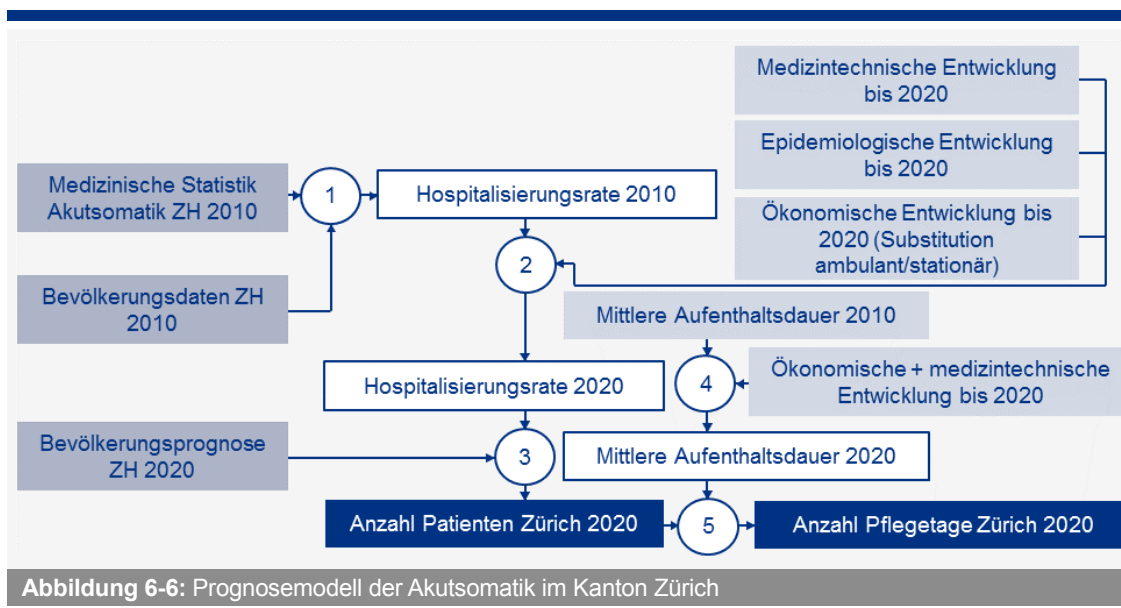 Medizintechnische Entwicklung
bis 2020
Epidemiologische Entwicklung
bis 2020
Medizinische Statistik
Akutsomatik ZH 2010
1
Hospitalisierungsrate 2010
Ökonomische Entwicklung bis
2020 (Substitution
ambulant/stationär)
2
Bevölkerungsdaten ZH
2010
Mittlere Aufenthaltsdauer 2010
Hospitalisierungsrate 2020
4
Ökonomische + medizintechnische
Entwicklung bis 2020
Bevölkerungsprognose
ZH 2020
3
Mittlere Aufenthaltsdauer 2020
Anzahl Patienten Zürich 2020
5
Anzahl Pflegetage Zürich 2020
Abbildung 6-6: Prognosemodell der Akutsomatik im Kanton Zürich